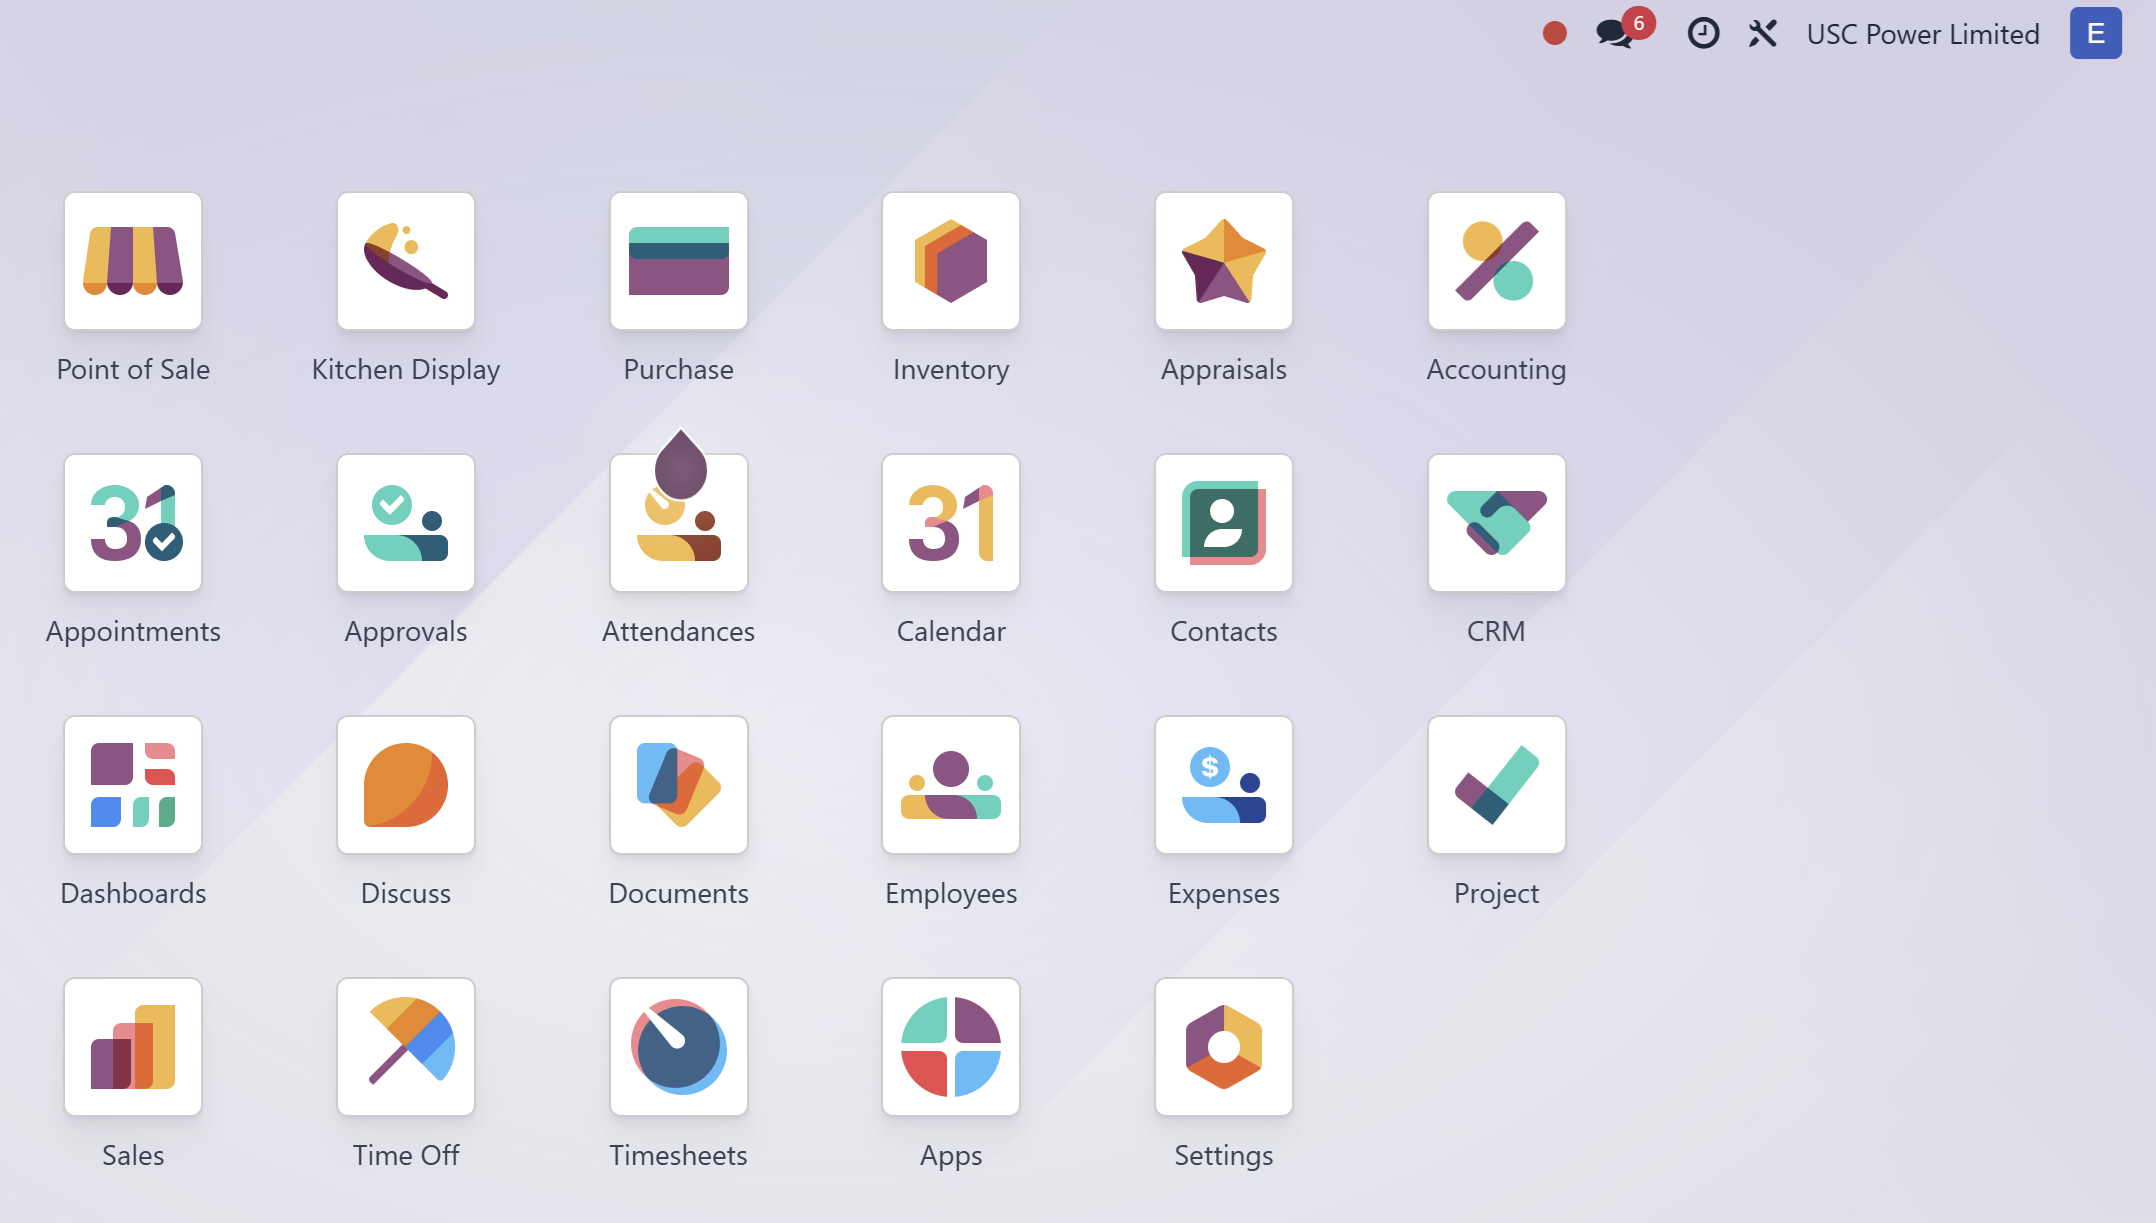 6
USC Power Limited
E
Point of Sale
Kitchen Display
Purchase
Inventory
Appraisals
Accounting
31
31
Appointments
Approvals
Attendances
Calendar
Contacts
CRM
$
Dashboards
Discuss
Documents
Employees
Expenses
Project
Sales
Time Off
Timesheets
Apps
Settings